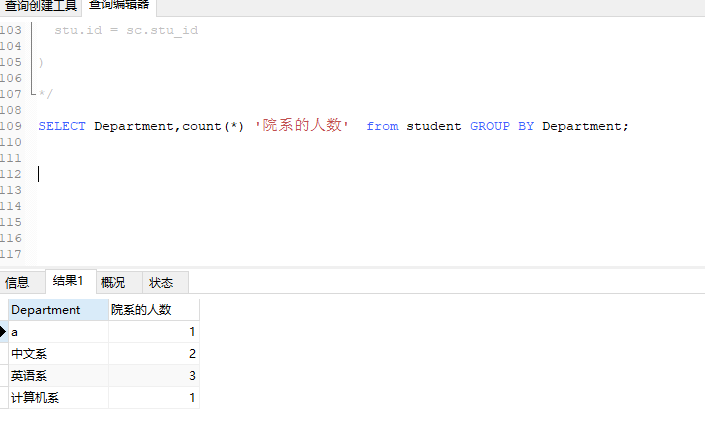 查询创建工具 查询编辑器
103 stu.id = sc.stu_id
104
105 )
106
107 */
108
109 SELECT Department,count(*) '院系的人数' from student GROUP BY Department;
110
111
112
113
114
115
116
117
信息 结果1 概况 状态
Department 院系的人数
a 1
中文系 2
英语系 3
计算机系 1